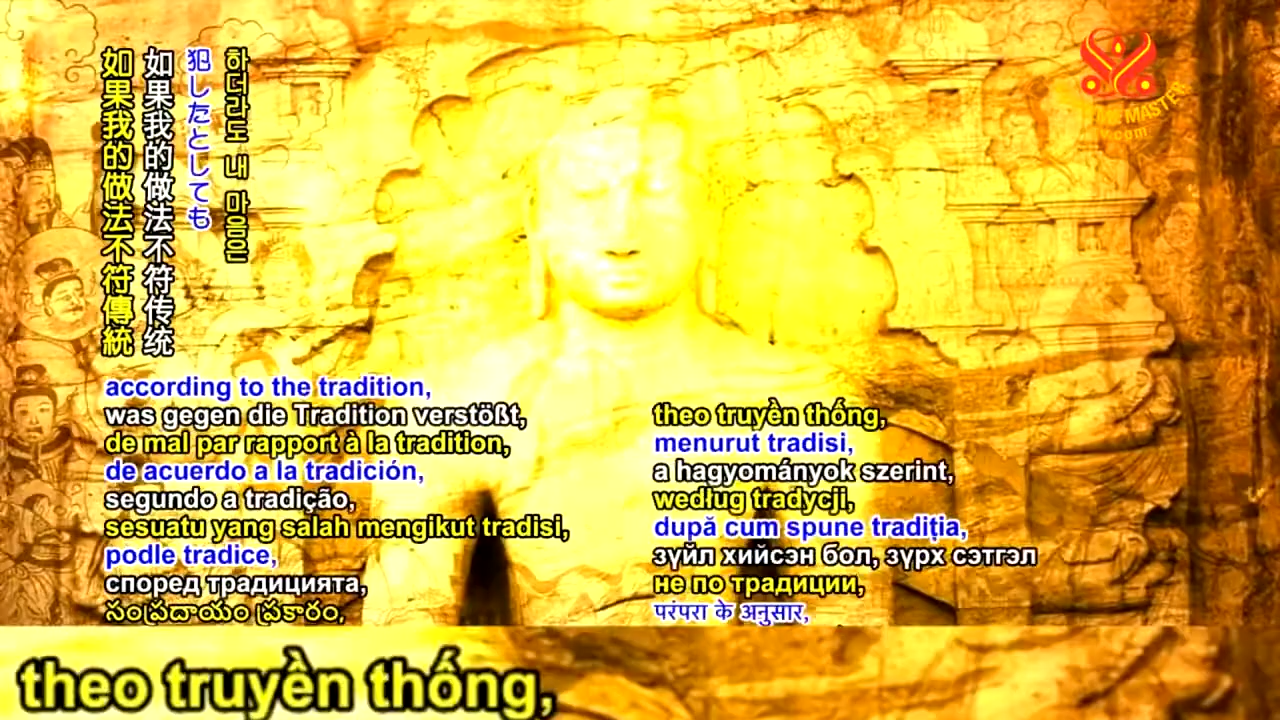 하더라도 내 마음은
犯したとしても
如果我的做法不符传统
如果我的做法不符傳統
according to the tradition,
was gegen die Tradition verstößt,
de mal par rapport à la tradition,
de acuerdo a la tradición,
segundo a tradição,
sesuatu yang salah mengikut tradisi,
podle tradice,
според традицията,
సంప్రదాయం ప్రకారం,
theo truyền thống,
menurut tradisi,
a hagyományok szerint,
według tradycji,
după cum spune tradiția,
зүйл хийсэн бол, зүрх сэтгэл
не по традиции,
परंपरा के अनुसार,
MASTER
.com
theo truyền thống,